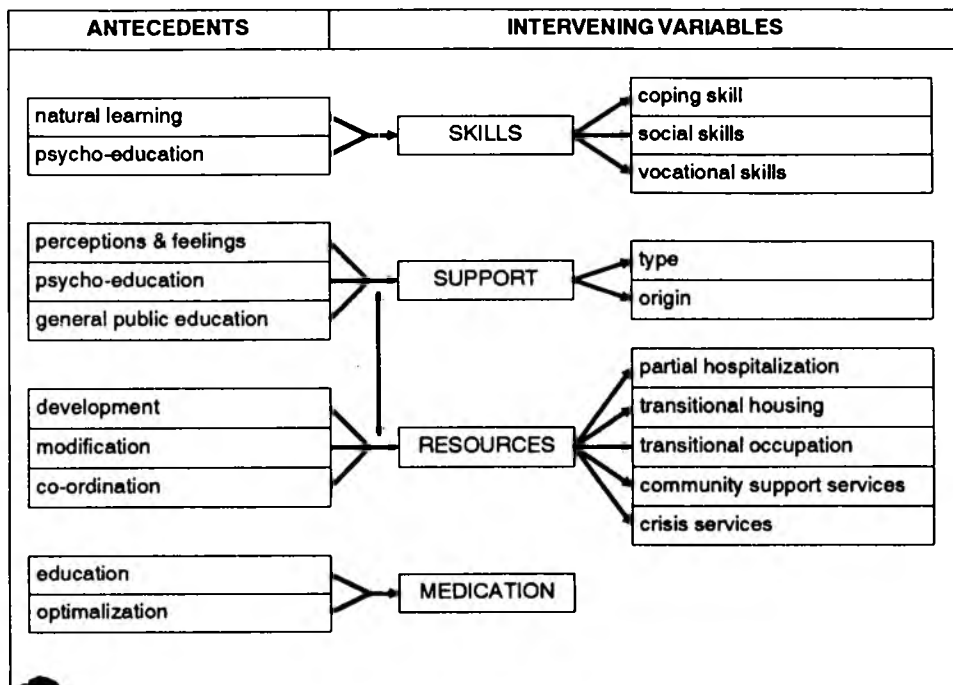 ANTECEDENTS
INTERVENING VARIABLES
natural learning
psycho-education
SKILLS
coping skill
social skills
vocational skills
perceptions & feelings
psycho-education
general public education
SUPPORT
type
origin
development
modification
co-ordination
RESOURCES
partial hospitalization
transitional housing
transitional occupation
community support services
crisis services
education
optimalization
MEDICATION